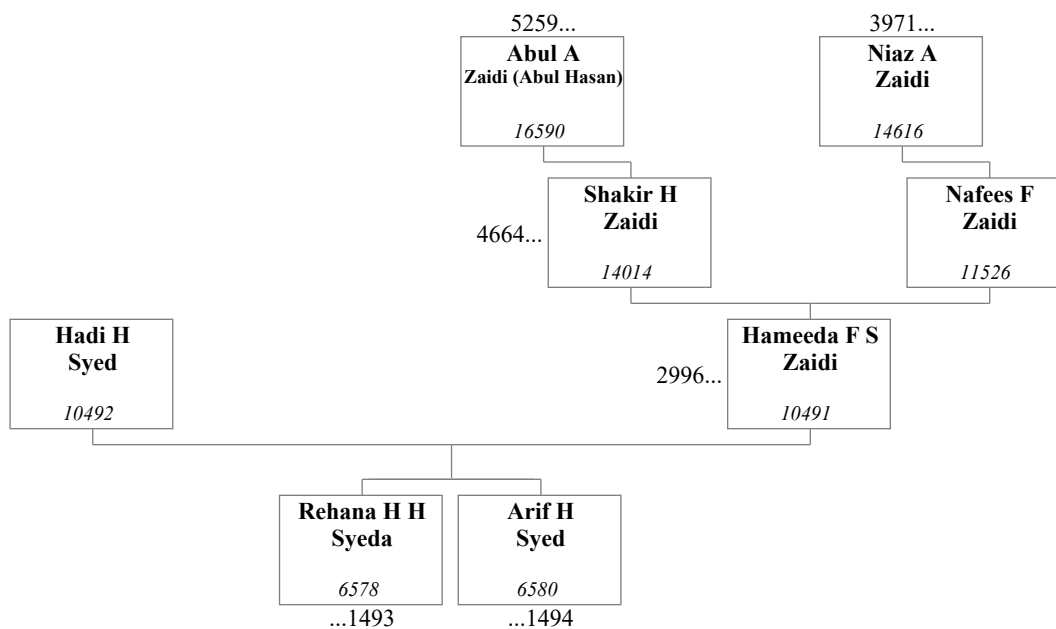 5259...
Abul A
Zaidi (Abul Hasan)
16590
3971...
Niaz A
Zaidi
14616
4664...
Shakir H
Zaidi
14014
Nafees F
Zaidi
11526
Hadi H
Syed
10492
2996...
Hameeda F S
Zaidi
10491
Rehana H H
Syeda
6578
...1493
Arif H
Syed
6580
...1494